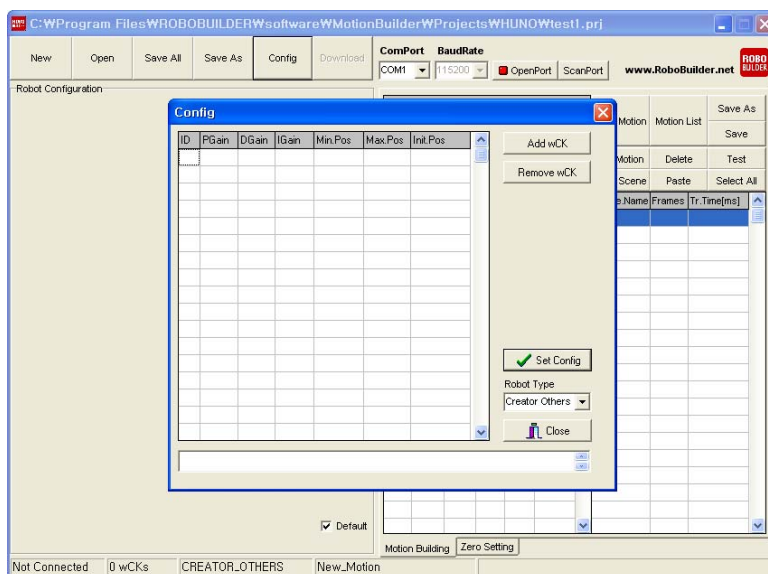 C:₩Program Files₩ROBOBUILDER₩software₩MotionBuilder₩Projects₩HUNO₩test1.prj
New Open Save All Save As Config Download
ComPort BaudRate
COM1 115200 OpenPort ScanPort
www.RoboBuilder.net
ROBO
BUILDER
Robot Configuration
Config
ID PGain DGain IGain Min.Pos Max.Pos Init.Pos
Add wCK
Remove wCK
Set Config
Robot Type
Creator Others
Close
Motion Motion List Save As
Save
Motion Delete Test
Scene Paste Select All
e.Name Frames Tr.Time[ms]
Default
Motion Building Zero Setting
Not Connected 0 wCKs CREATOR_OTHERS New_Motion